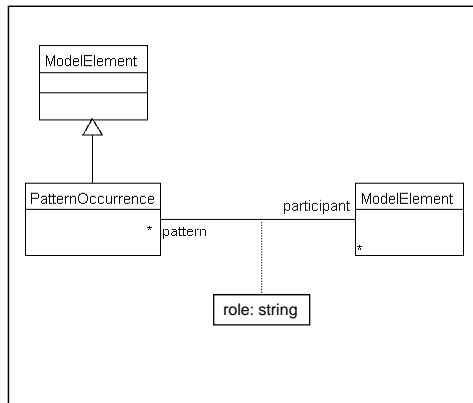 ModelElement
PatternOccurrence
* pattern
participant
ModelElement
*
role: string